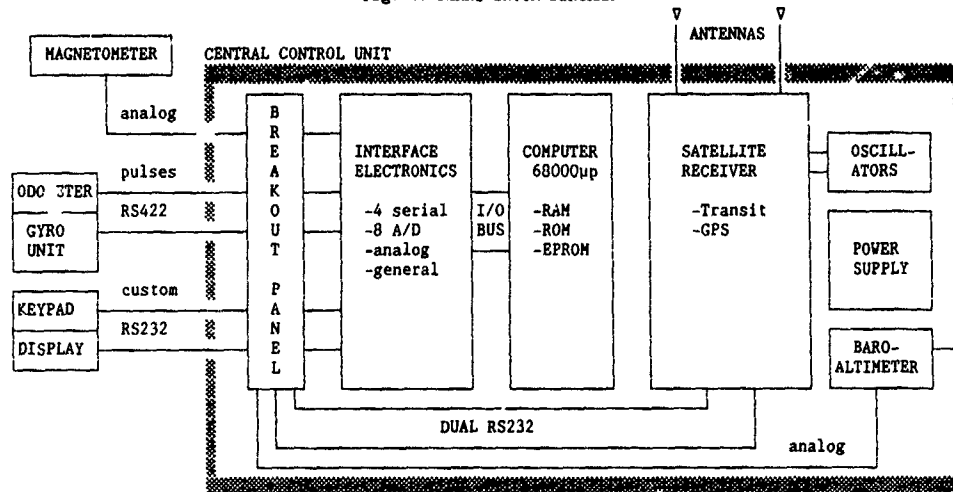 ANTENNAS
MAGNETOMETER
CENTRAL CONTROL UNIT
analog
BREAKOUT PANEL
INTERFACE
ELECTRONICS
-4 serial
-8 A/D
-analog
-general
I/O
BUS
COMPUTER
68000µp
-RAM
-ROM
-EPROM
SATELLITE
RECEIVER
-Transit
-GPS
OSCILL-
ATORS
POWER
SUPPLY
BARO-
ALTIMETER
pulses
RS422
GYRO
UNIT
custom
KEYPAD
RS232
DISPLAY
DUAL RS232
analog